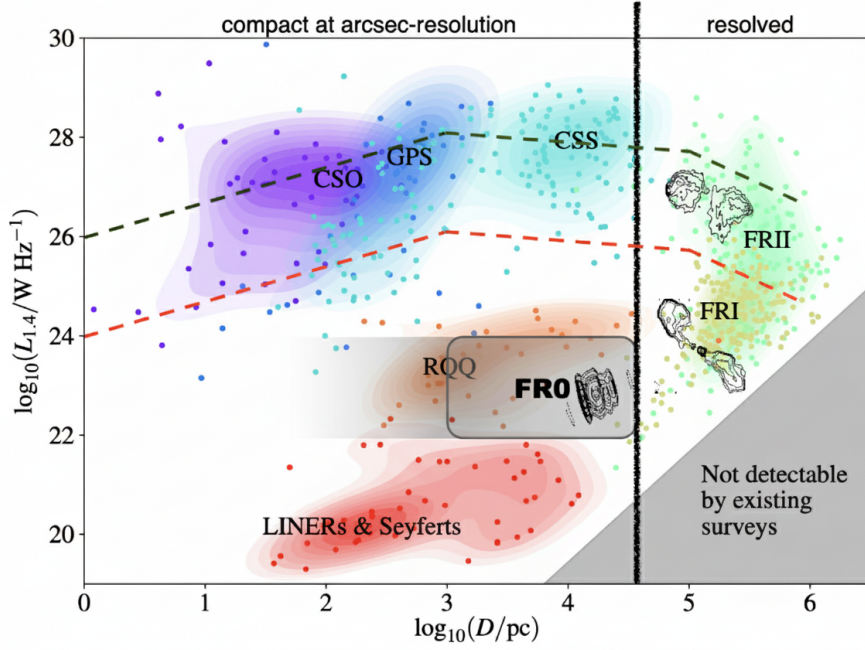 compact at arcsec-resolution
resolved
30
28
26
24
22
20
log₁₀(L₁.₄/W Hz⁻¹)
CSO
GPS
CSS
FRII
FRI
RQQ
FR0
LINERs & Seyferts
Not detectable
by existing
surveys
0
1
2
3
4
5
6
log₁₀(D/pc)